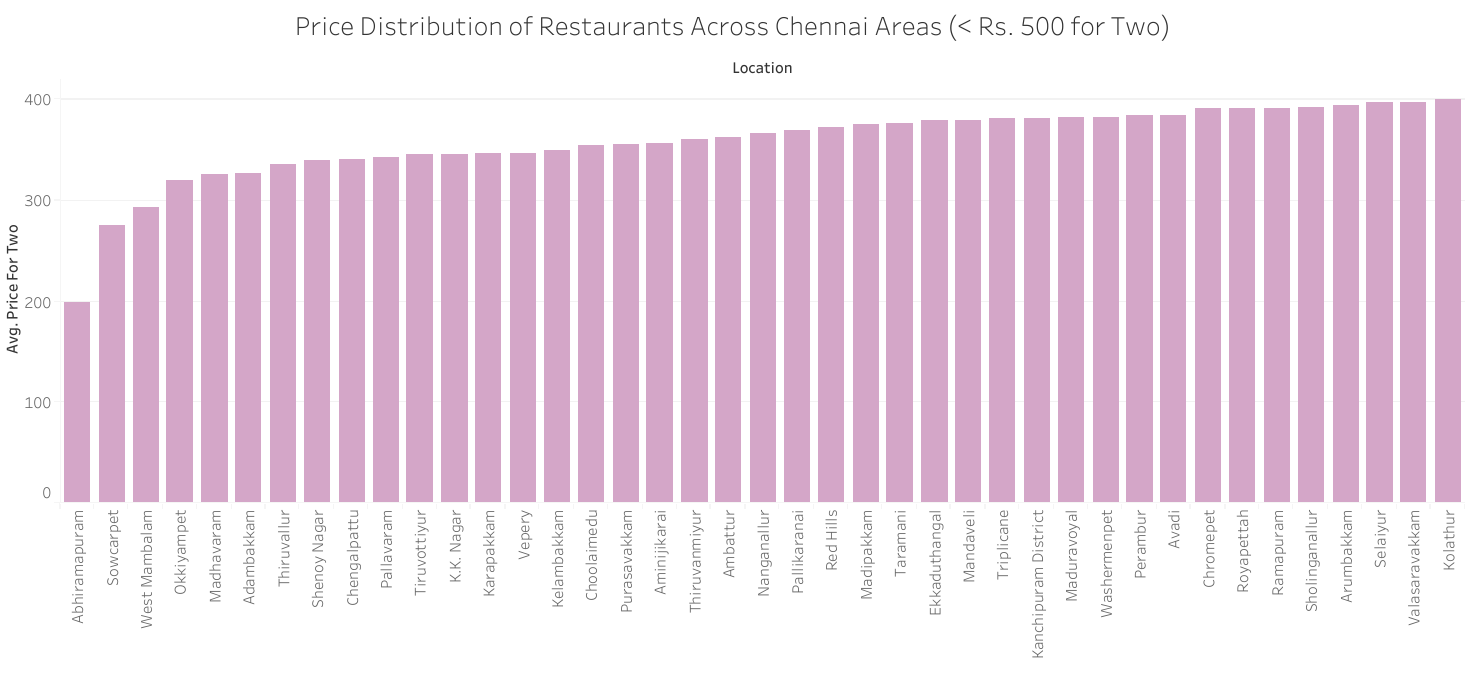 Price Distribution of Restaurants Across Chennai Areas (< Rs. 500 for Two)
Location
Avg. Price For Two
400
300
200
100
0
Abhiramapuram
Sowcarpet
West Mambalam
Okkiyampet
Madhavaram
Adambakkam
Thiruvallur
Shenoy Nagar
Chengalpattu
Pallavaram
Tiruvottiyur
K.K. Nagar
Karapakkam
Vepery
Kelambakkam
Choolaimedu
Purasavakkam
Aminijikarai
Thiruvanmiyur
Ambattur
Nanganallur
Pallikaranai
Red Hills
Madipakkam
Taramani
Ekkaduthangal
Mandaveli
Triplicane
Kanchipuram District
Maduravoyal
Washermenpet
Perambur
Avadi
Chromepet
Royapettah
Ramapuram
Sholinganallur
Arumbakkam
Selaiyur
Valasaravakkam
Kolathur